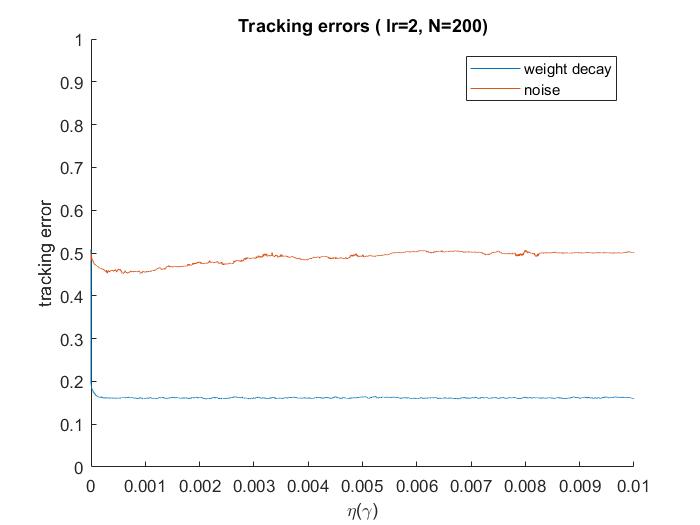 Tracking errors ( lr=2, N=200)
1
0.9
0.8
0.7
0.6
0.5
0.4
0.3
0.2
0.1
0
tracking error
weight decay
noise
0 0.001 0.002 0.003 0.004 0.005 0.006 0.007 0.008 0.009 0.01
η(γ)